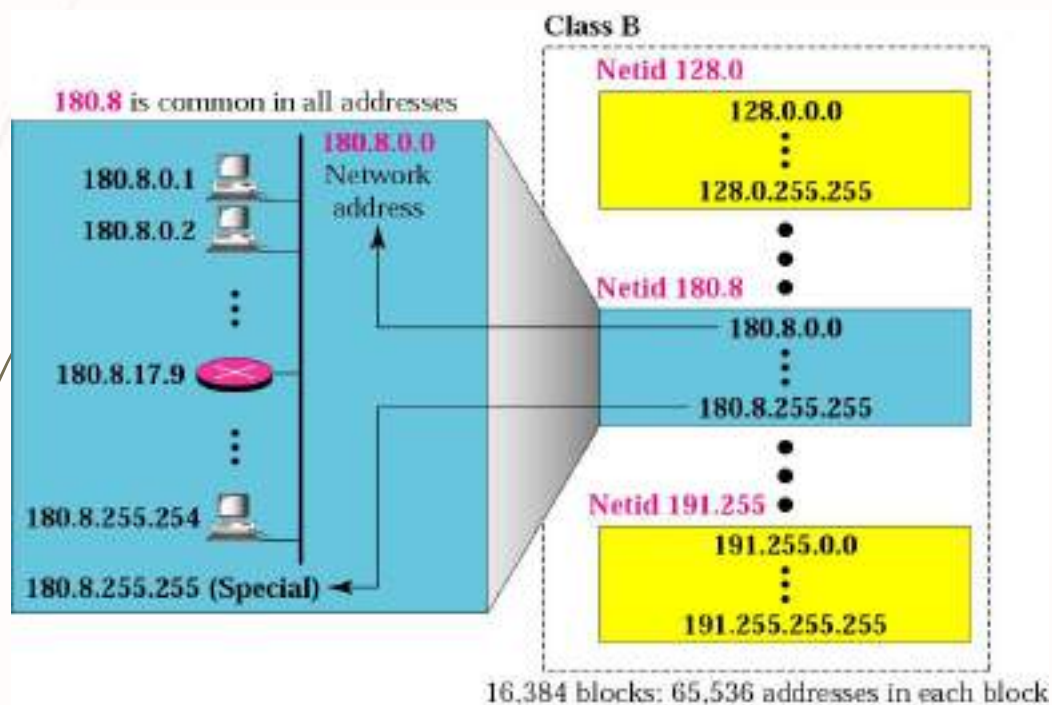 Class B
180.8 is common in all addresses
180.8.0.0
Network
address
180.8.0.1
180.8.0.2
180.8.17.9
180.8.255.254
180.8.255.255 (Special)
Netid 128.0
128.0.0.0
128.0.255.255
Netid 180.8
180.8.0.0
180.8.255.255
Netid 191.255
191.255.0.0
191.255.255.255
16,384 blocks: 65,536 addresses in each block